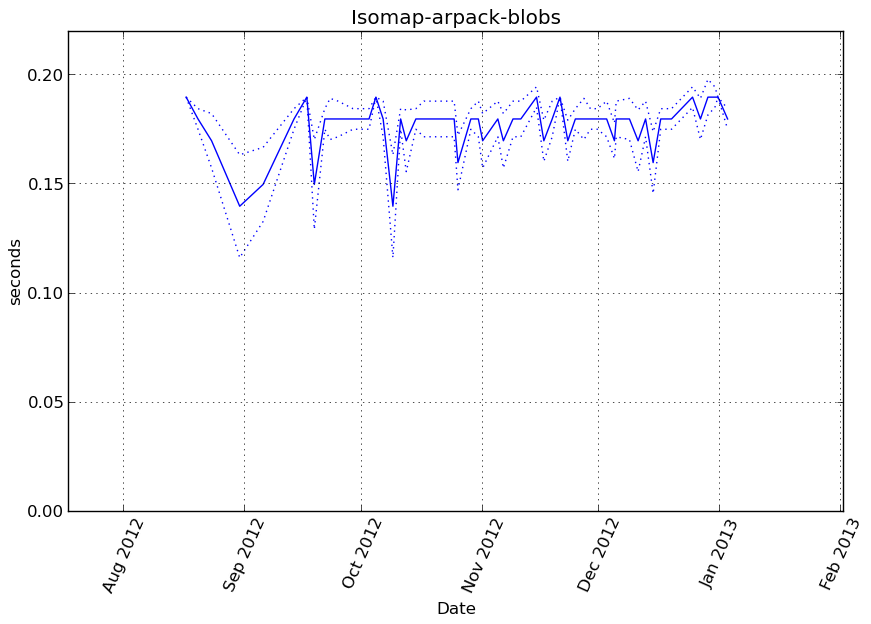 Isomap-arpack-blobs
0.20
0.15
0.10
0.05
0.00
seconds
Aug 2012
Sep 2012
Oct 2012
Nov 2012
Dec 2012
Jan 2013
Feb 2013
Date